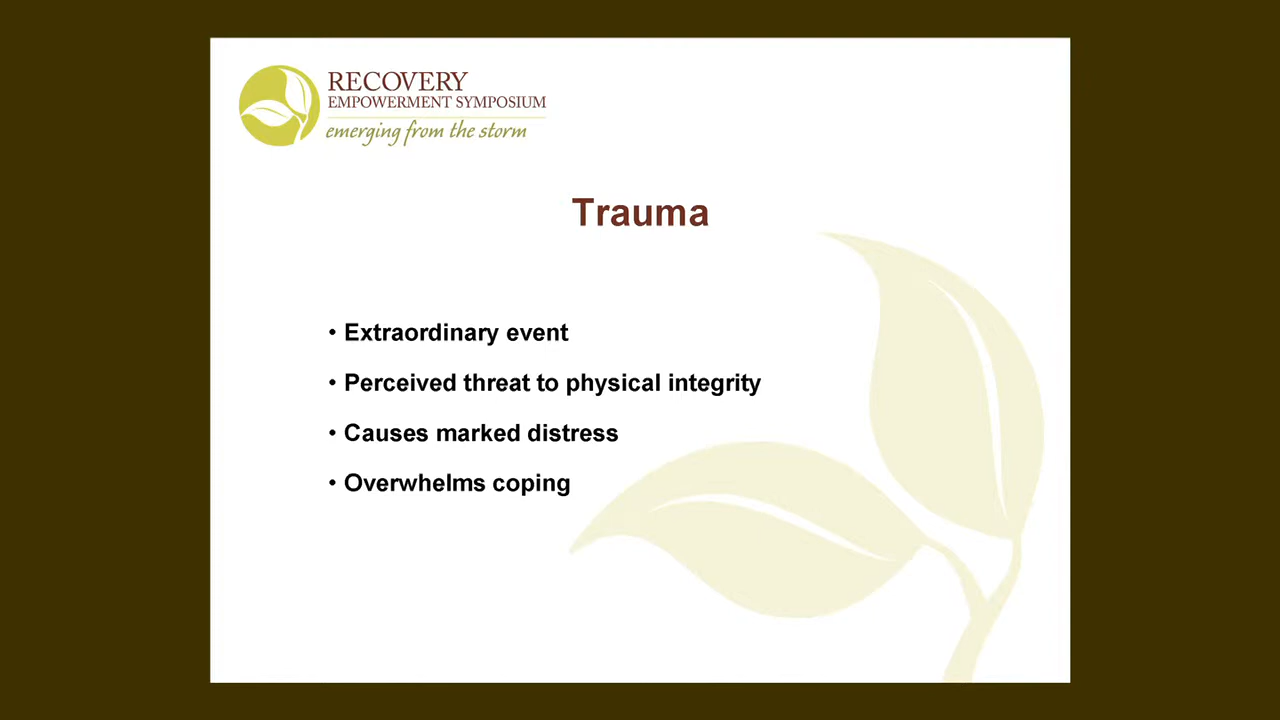 RECOVERY
EMPOWERMENT SYMPOSIUM
emerging from the storm
Trauma
• Extraordinary event
• Perceived threat to physical integrity
• Causes marked distress
• Overwhelms coping